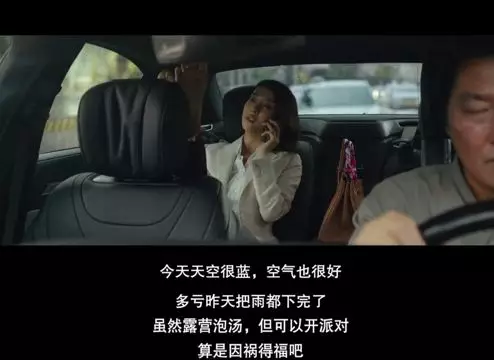 今天天空很蓝，空气也很好
多亏昨天把雨都下完了
虽然露营泡汤，但可以开派对
算是因祸得福吧